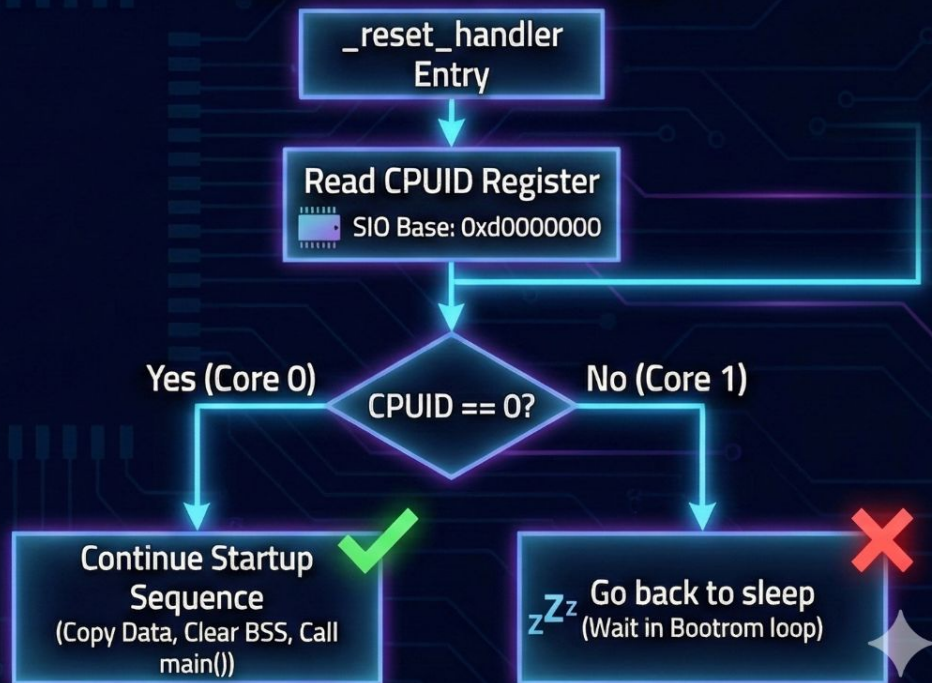 _reset_handler
Entry
Read CPUID Register
SIO Base: 0xd0000000
Yes (Core 0)
No (Core 1)
CPUID == 0?
Continue Startup
Sequence
(Copy Data, Clear BSS, Call
main())
zZz Go back to sleep
(Wait in Bootrom loop)